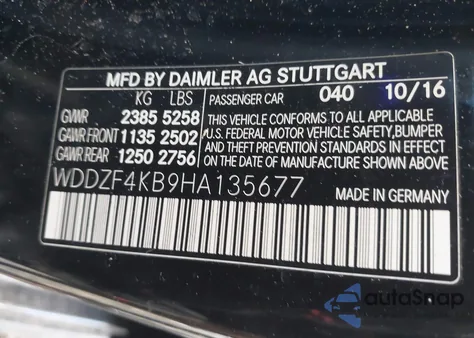 MFD BY DAIMLER AG STUTTGART
KG LBS
GVWR 2385 5258
GAWR FRONT 1135 2502
GAWR REAR 1250 2756
PASSENGER CAR 040 10/16
THIS VEHICLE CONFORMS TO ALL APPLICABLE
U.S. FEDERAL MOTOR VEHICLE SAFETY, BUMPER
AND THEFT PREVENTION STANDARDS IN EFFECT
ON THE DATE OF MANUFACTURE SHOWN ABOVE.
WDDZF4KB9HA135677
MADE IN GERMANY
autoSnap